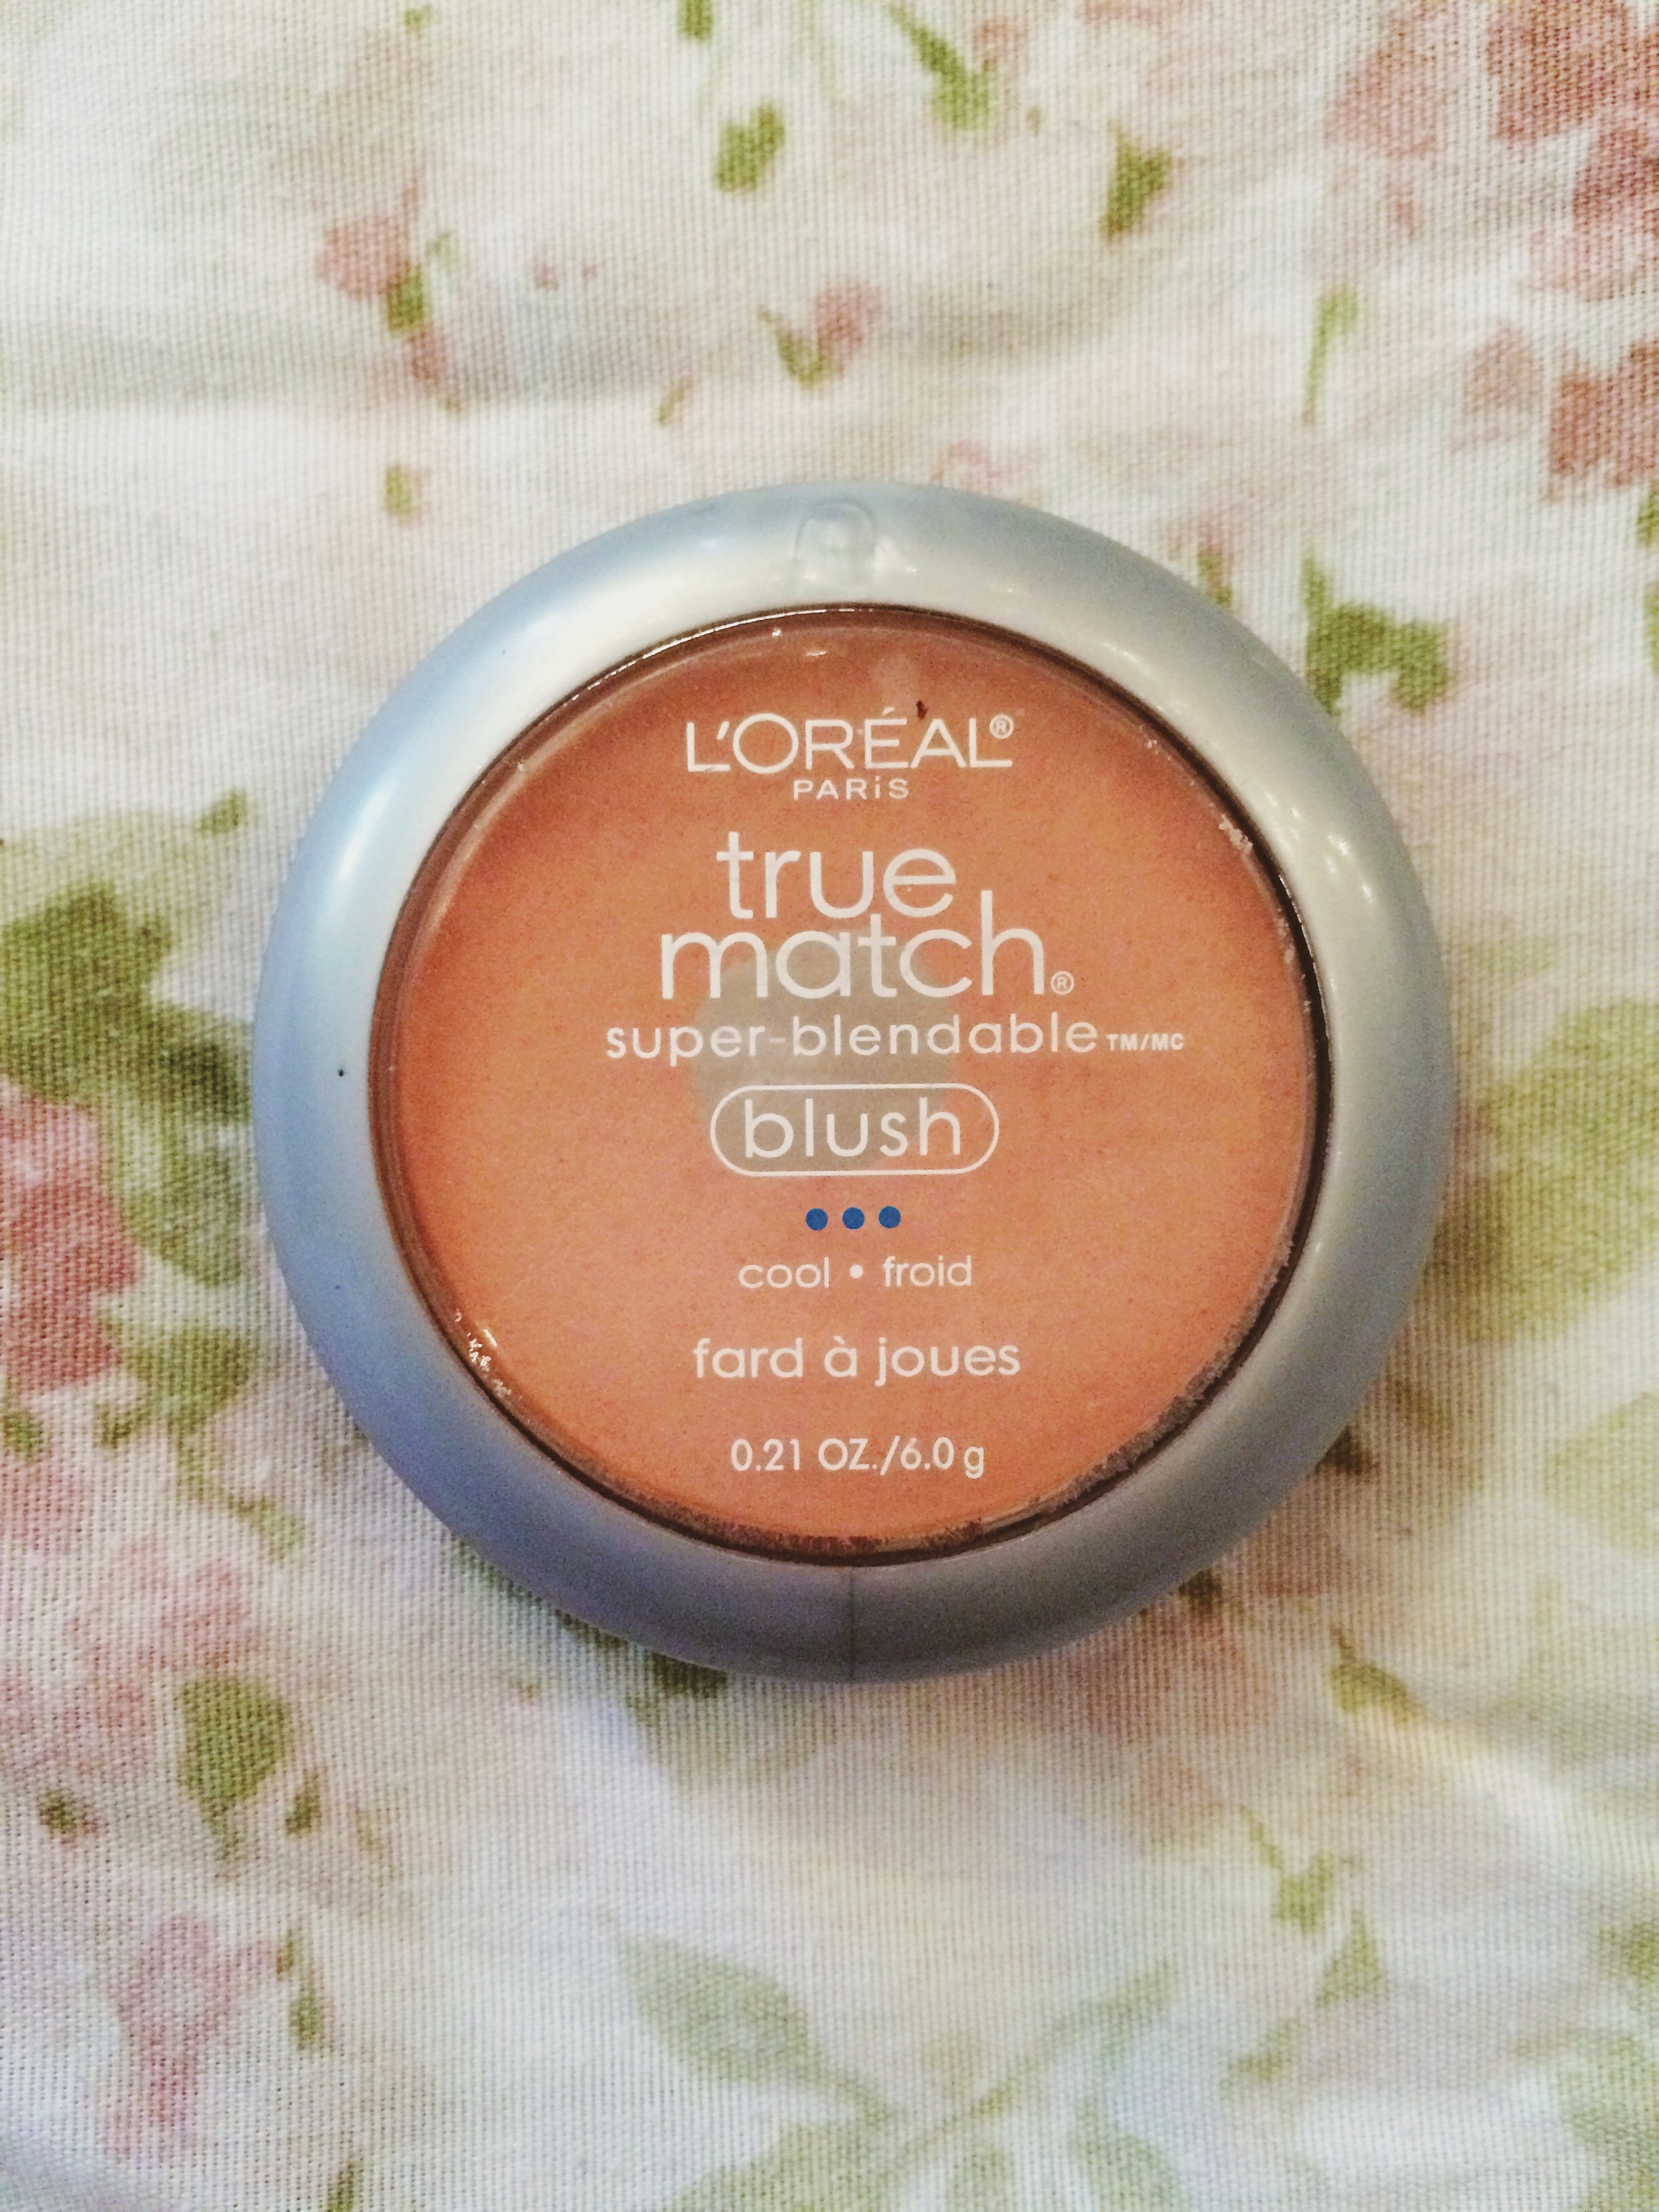 L'ORÉAL®
PARiS
true
match®
super-blendable TM/MC
blush
cool • froid
fard à joues
0.21 OZ./6.0 g